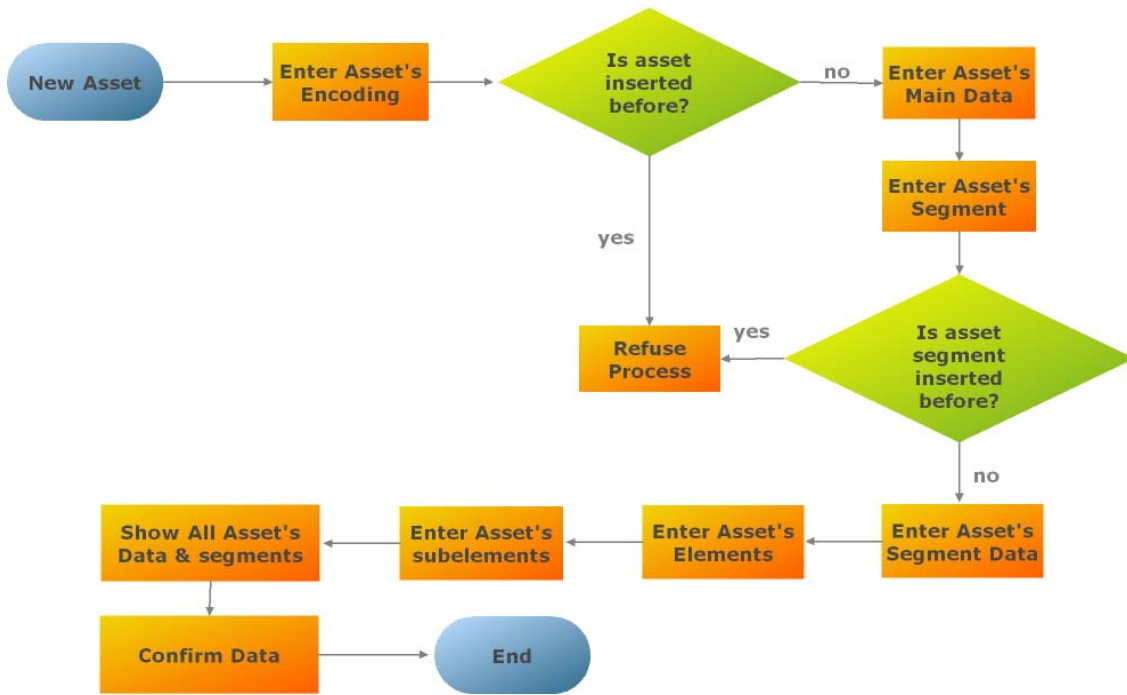 New Asset
Enter Asset's
Encoding
Is asset
inserted
before?
no
Enter Asset's
Main Data
Enter Asset's
Segment
yes
Refuse
Process
yes
Is asset
segment
inserted
before?
no
Show All Asset's
Data & segments
Enter Asset's
subelements
Enter Asset's
Elements
Enter Asset's
Segment Data
Confirm Data
End